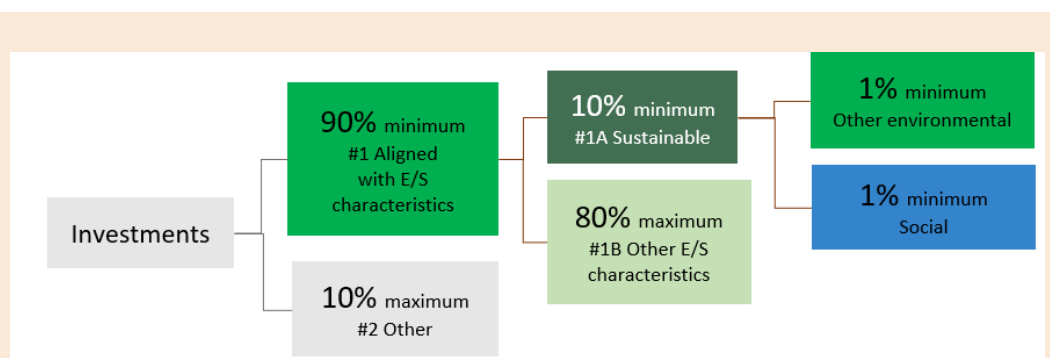 Investments
90% minimum
#1 Aligned
with E/S
characteristics
10% maximum
#2 Other
10% minimum
#1A Sustainable
80% maximum
#1B Other E/S
characteristics
1% minimum
Other environmental
1% minimum
Social